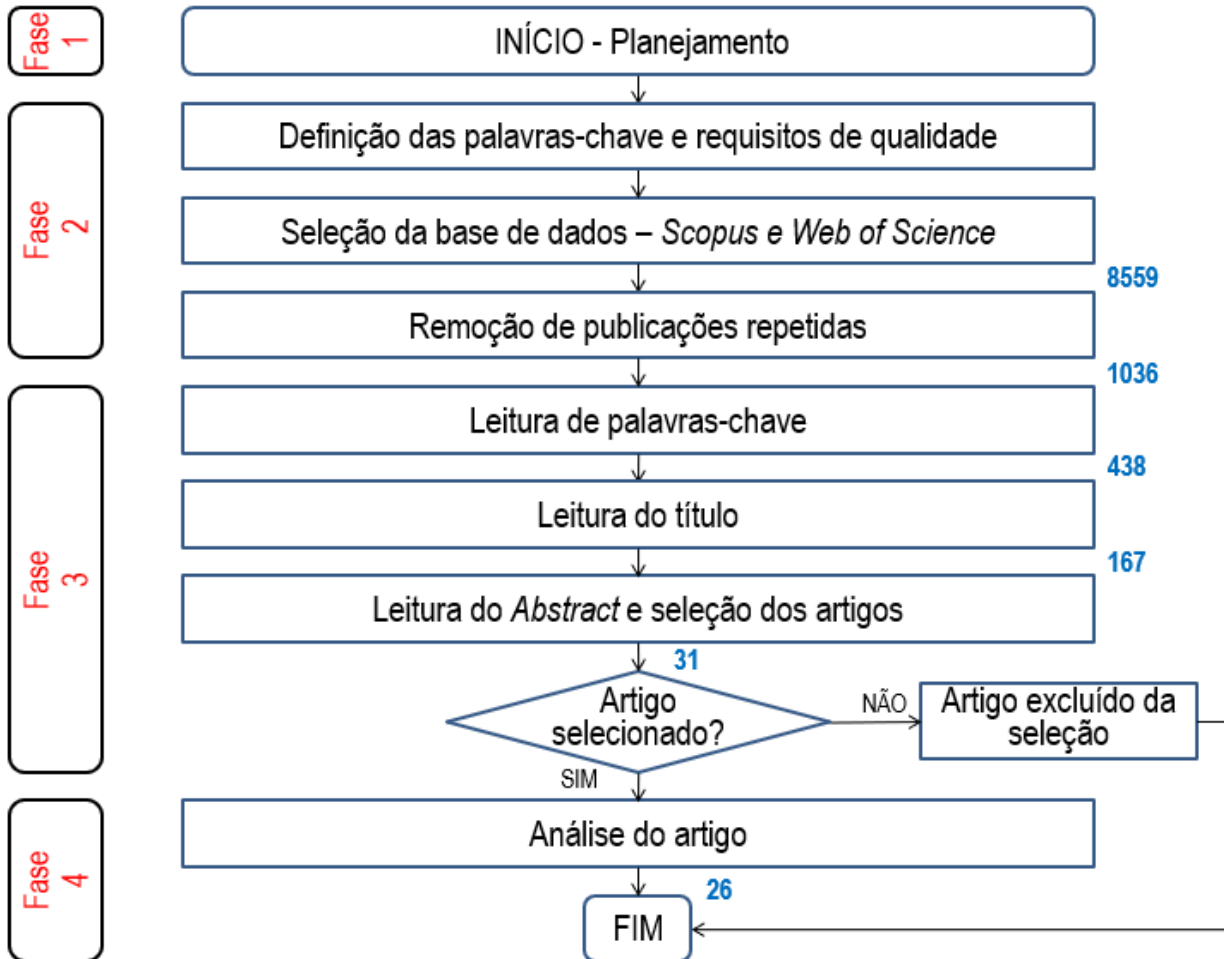 Fase
1
INÍCIO - Planejamento
Fase
2
Definição das palavras-chave e requisitos de qualidade
Seleção da base de dados – Scopus e Web of Science
8559
Remoção de publicações repetidas
1036
Fase
3
Leitura de palavras-chave
438
Leitura do título
167
Leitura do Abstract e seleção dos artigos
31
Artigo
selecionado?
NÃO
Artigo excluído da
seleção
SIM
Fase
4
Análise do artigo
26
FIM